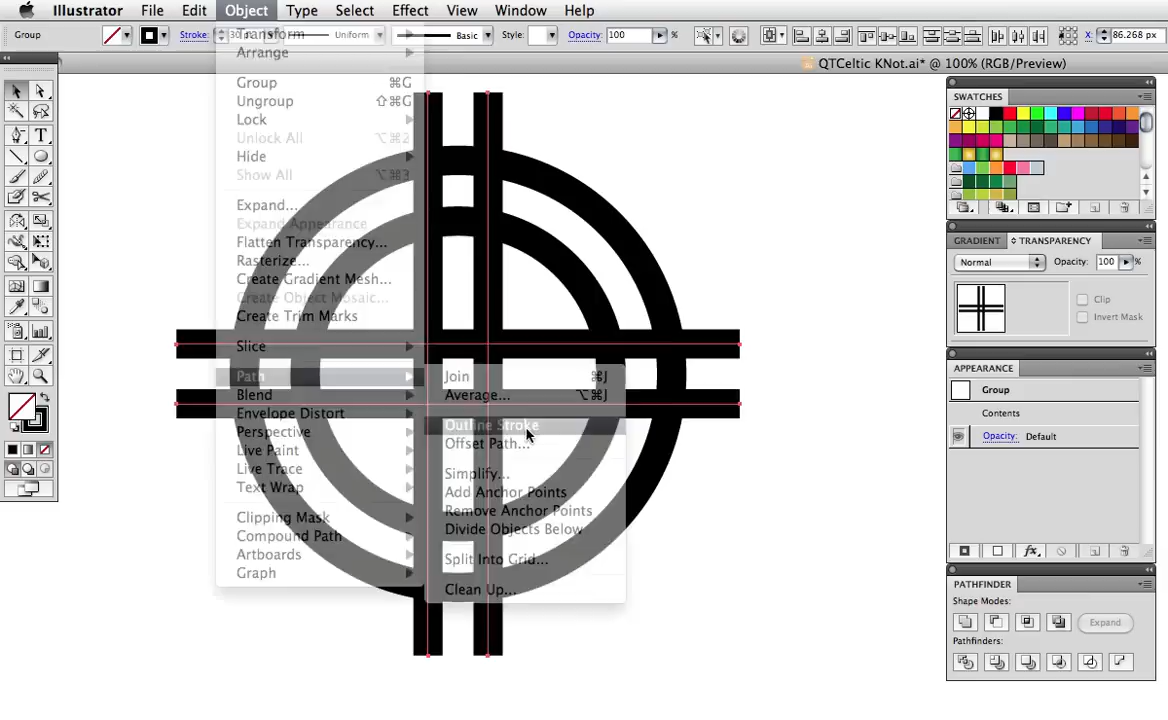 Illustrator File Edit Object Type Select Effect View Window Help
Group Stroke: 30 pt Uniform Basic Style: Opacity: 100 % X: 86.268 px
QTCeltic KNot.ai* @ 100% (RGB/Preview)
Transform
Arrange
Group ⌘G
Ungroup ⇧⌘G
Lock
Unlock All ⌥⌘2
Hide
Show All ⌥⌘3
Expand...
Expand Appearance
Flatten Transparency...
Rasterize...
Create Gradient Mesh...
Create Object Mosaic...
Create Trim Marks
Slice
Path
Blend
Envelope Distort
Perspective
Live Paint
Live Trace
Text Wrap
Clipping Mask
Compound Path
Artboards
Graph
Join ⌘J
Average... ⌥⌘J
Outline Stroke
Offset Path...
Simplify...
Add Anchor Points
Remove Anchor Points
Divide Objects Below
Split Into Grid...
Clean Up...
SWATCHES
GRADIENT TRANSPARENCY
Normal Opacity: 100 %
Clip
Invert Mask
APPEARANCE
Group
Contents
Opacity: Default
fx
PATHFINDER
Shape Modes:
Expand
Pathfinders: